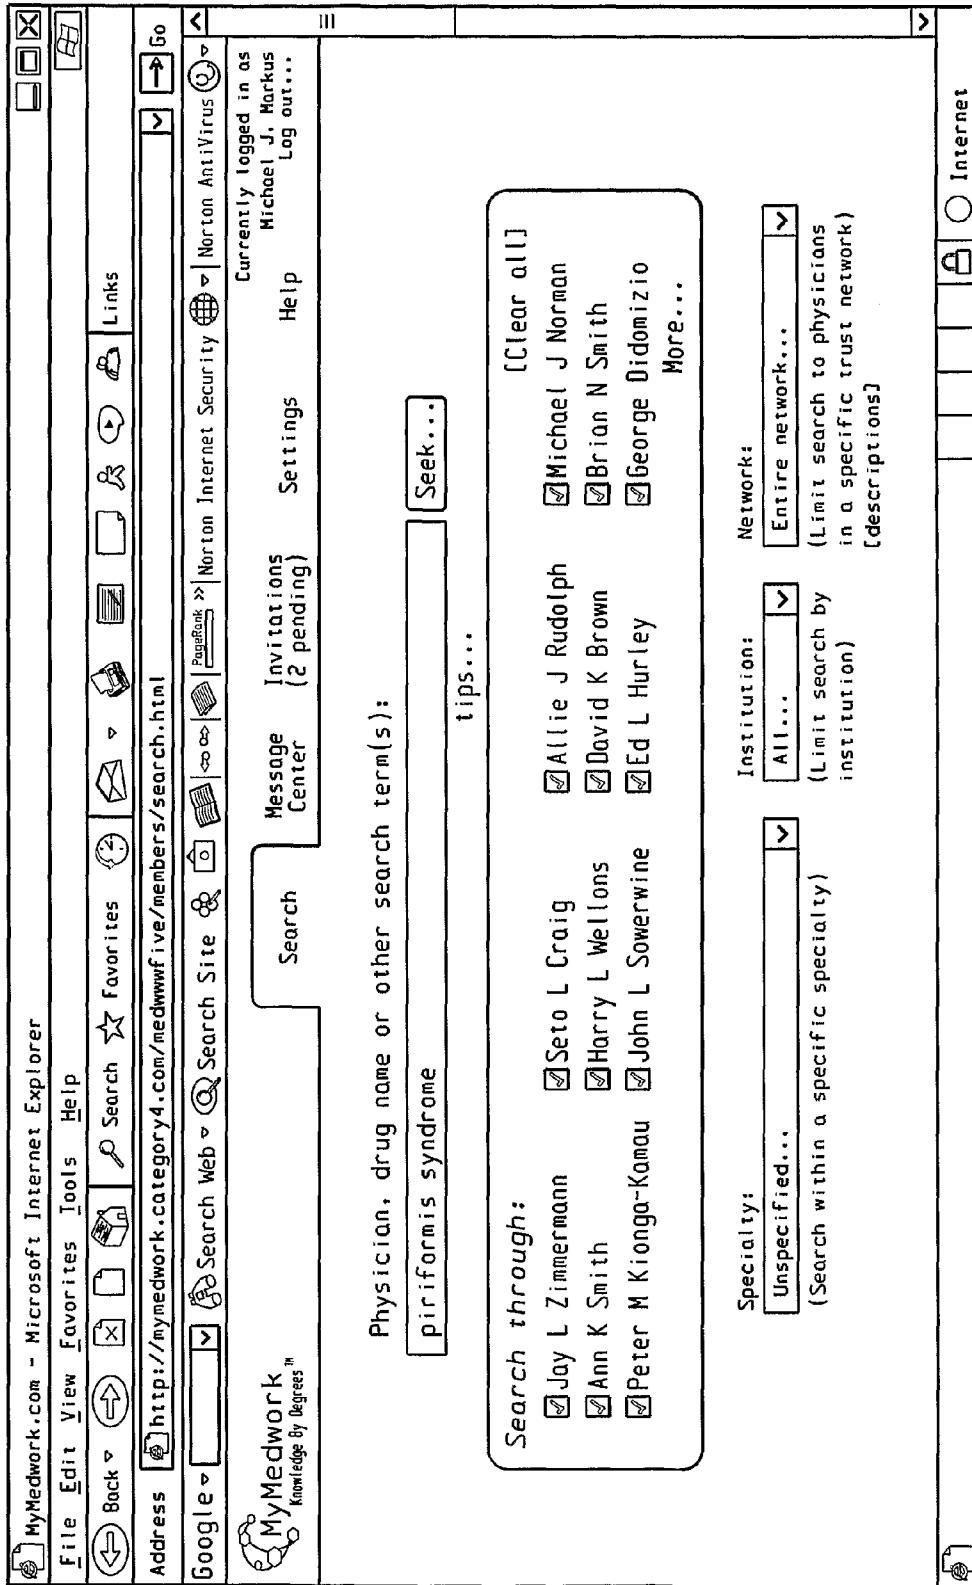 MyMedwork.com - Microsoft Internet Explorer
File Edit View Favorites Tools Help
Back Search Favorites Links
Address http://mymedwork.category4.com/medwwwfive/members/search.html Go
Google Search Web Search Site PageRank >> Norton Internet Security Norton AntiVirus
MyMedwork™
Knowledge By Degrees
Search
Message Center
Invitations (2 pending)
Settings
Help
Currently logged in as
Michael J. Markus
Log out...
Physician, drug name or other search term(s):
piriformis syndrome Seek...
tips...
Search through: [Clear all]
Jay L Zimmermann Seto L Craig Allie J Rudolph Michael J Norman
Ann K Smith Harry L Wellons David K Brown Brian N Smith
Peter M Kionga-Kamau John L Sowerwine Ed L Hurley George Didomizio
More...
Specialty: Institution: Network:
Unspecified... All... Entire network...
(Search within a specific specialty) (Limit search by institution) (Limit search to physicians in a specific trust network) [descriptions]
Internet